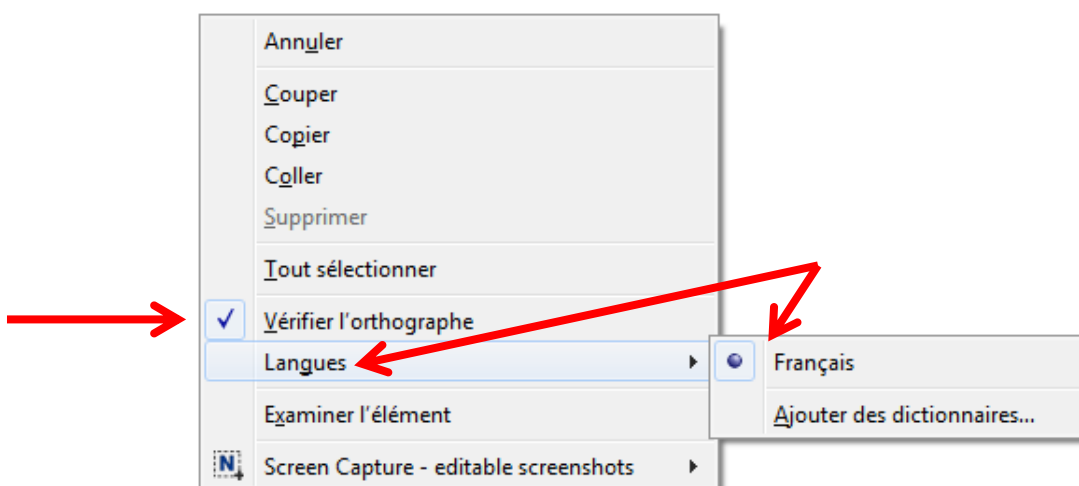 Annuler
Couper
Copier
Coller
Supprimer
Tout sélectionner
Vérifier l'orthographe
Langues
Français
Examiner l'élément
Ajouter des dictionnaires...
N Screen Capture - editable screenshots